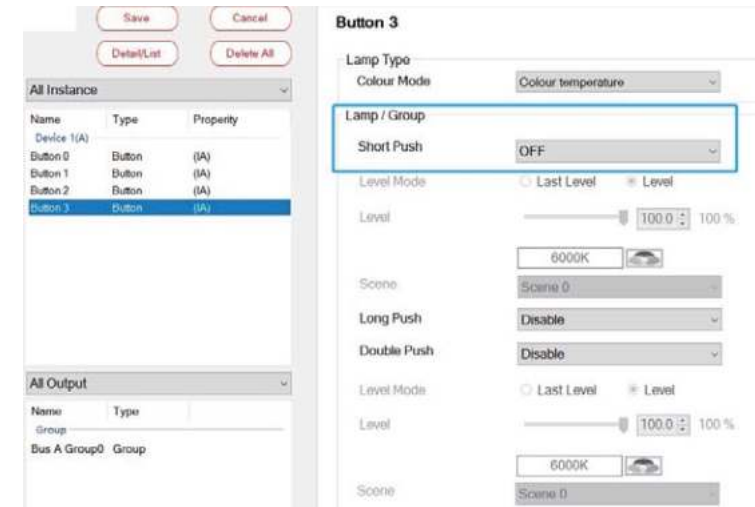 Save Cancel
Detail/List Delete All
All Instance
Name Type Properity
Device 1(A)
Button 0 Button (IA)
Button 1 Button (IA)
Button 2 Button (IA)
Button 3 Button (IA)
All Output
Name Type
Group
Bus A Group0 Group
Button 3
Lamp Type
Colour Mode Colour temperature
Lamp / Group
Short Push OFF
Level Mode Last Level Level
Level 100.0 100 %
6000K
Scene Scene 0
Long Push Disable
Double Push Disable
Level Mode Last Level Level
Level 100.0 100 %
6000K
Scene Scene 0